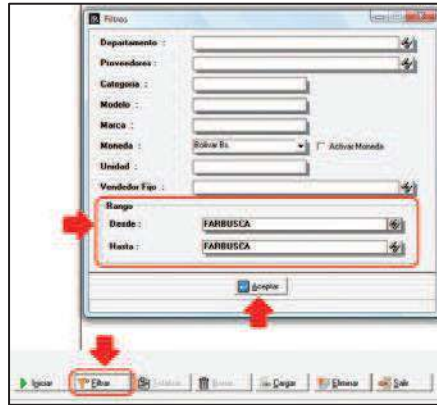 Filtros
Departamento :
Proveedores :
Categoria :
Modelo :
Marca :
Moneda : Bolivar Bs. Activar Moneda
Unidad :
Vendedor Fijo :
Rango
Desde : FARBUSCA
Hasta : FARBUSCA
Aceptar
Iniciar Filtrar Cargar Eliminar Salir